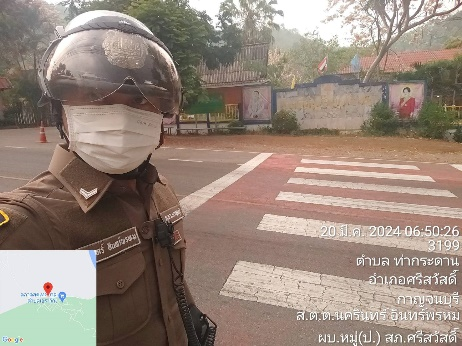 20 มี.ค. 2024 06:50:26
3199
ตำบล ท่ากระดาน
อำเภอศรีสวัสดิ์
กาญจนบุรี
ส.ต.ต.นครินทร์ อินทร์พรหม
ผบ.หมู่(ป.) สภ.ศรีสวัสดิ์
Google